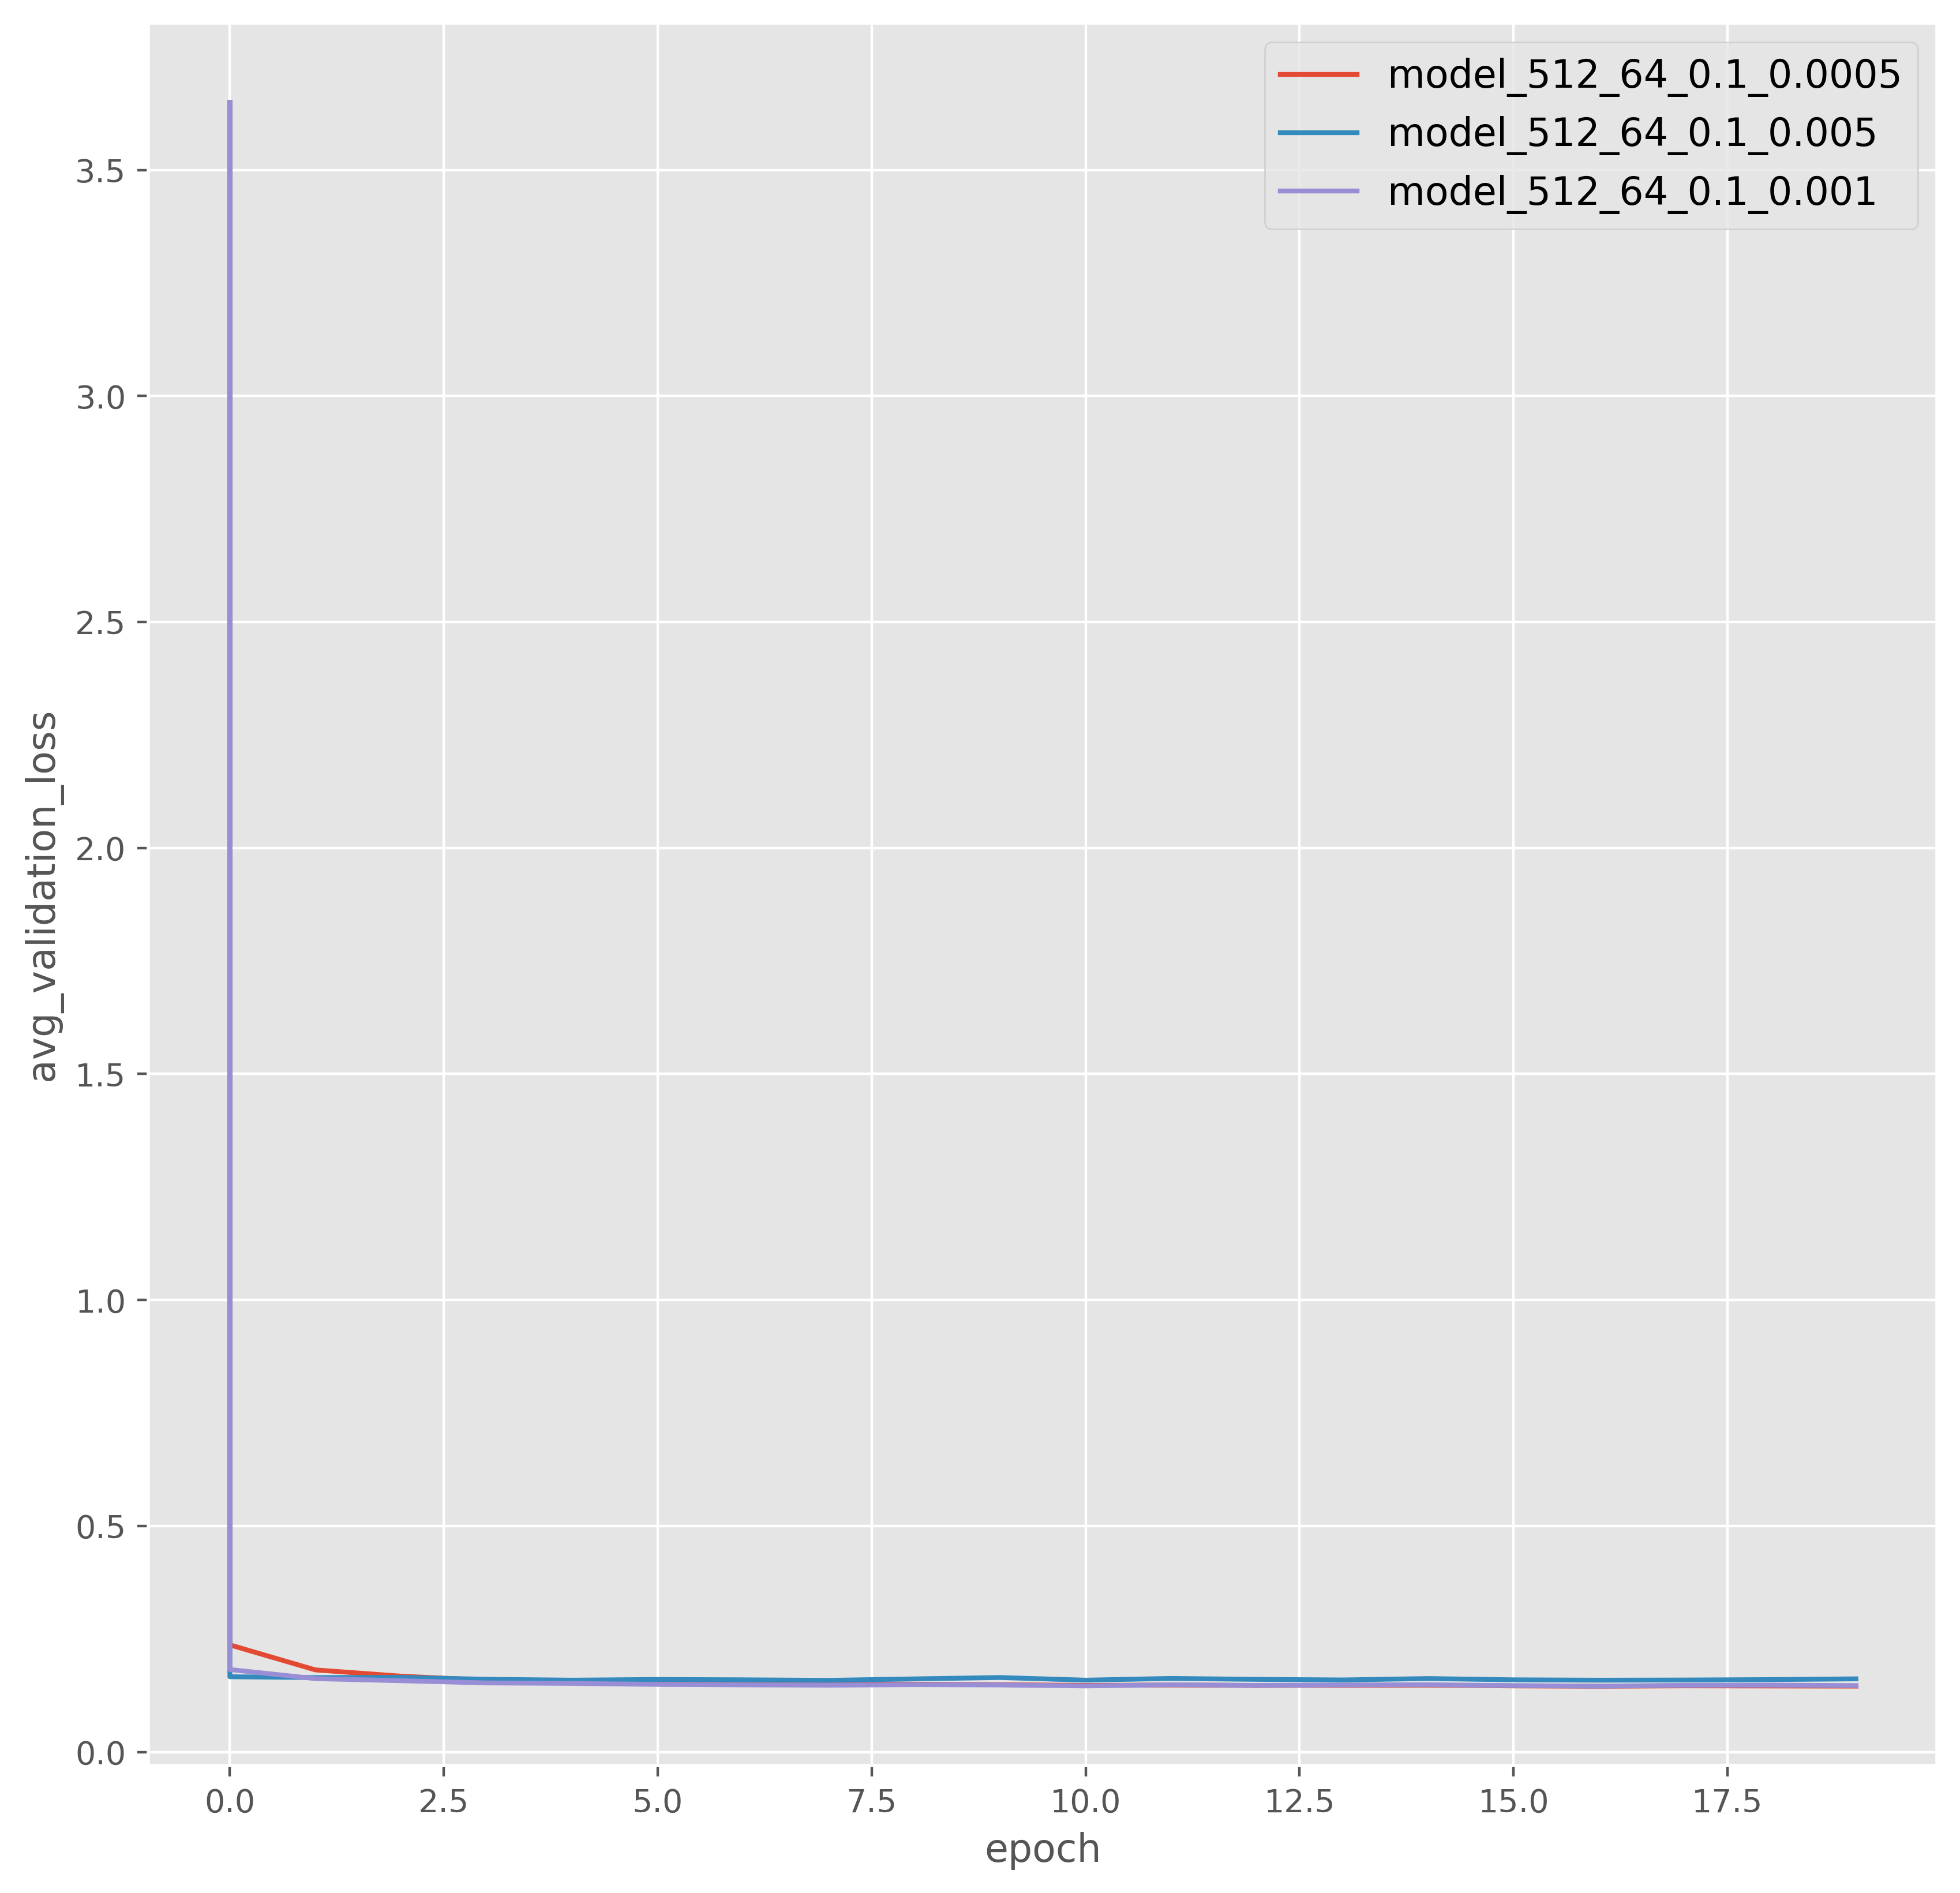 model_512_64_0.1_0.0005
model_512_64_0.1_0.005
model_512_64_0.1_0.001
avg_validation_loss
3.5
3.0
2.5
2.0
1.5
1.0
0.5
0.0
0.0 2.5 5.0 7.5 10.0 12.5 15.0 17.5
epoch